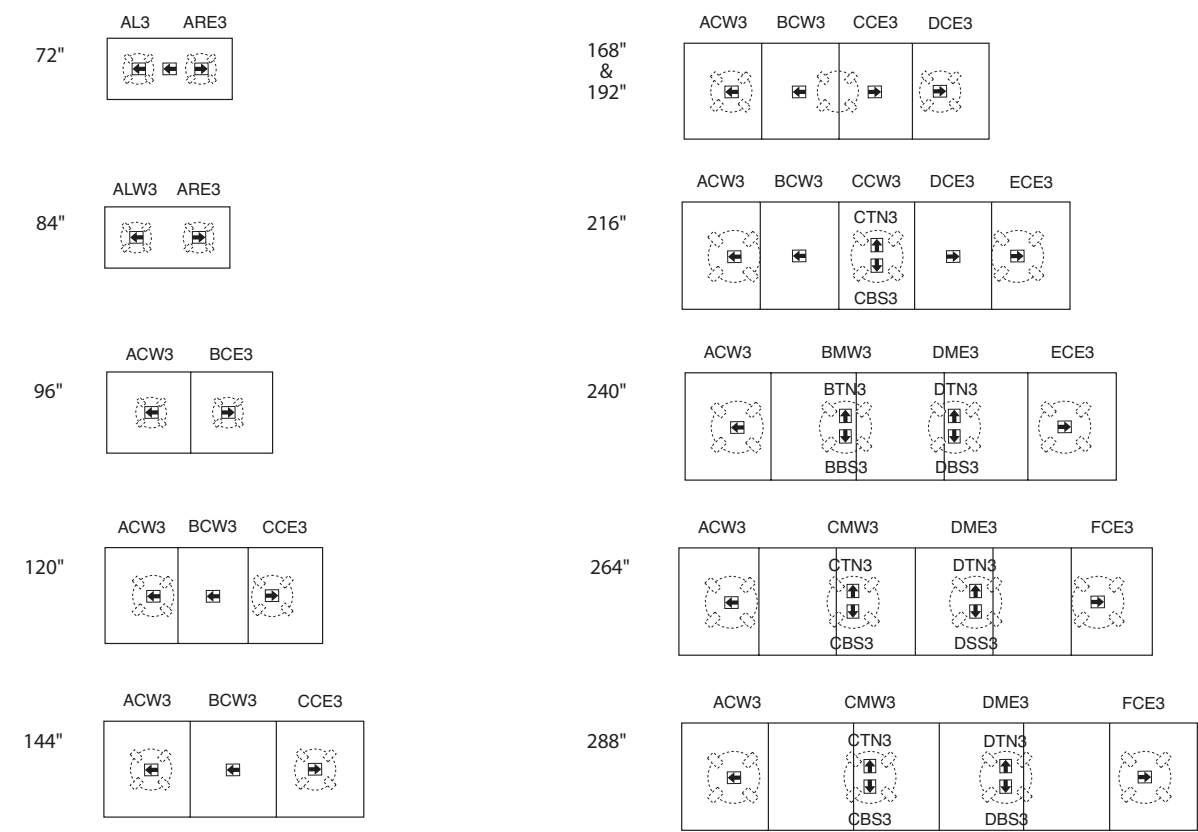 AL3 ARE3
72"
ALW3 ARE3
84"
ACW3 BCE3
96"
ACW3 BCW3 CCE3
120"
ACW3 BCW3 CCE3
144"
ACW3 BCW3 CCE3 DCE3
168"
&
192"
ACW3 BCW3 CCW3 DCE3 ECE3
216"
CTN3
CBS3
ACW3 BMW3 DME3 ECE3
240"
BTN3 DTN3
BBS3 DBS3
ACW3 CMW3 DME3 FCE3
264"
CTN3 DTN3
CBS3 DSS3
ACW3 CMW3 DME3 FCE3
288"
CTN3 DTN3
CBS3 DBS3